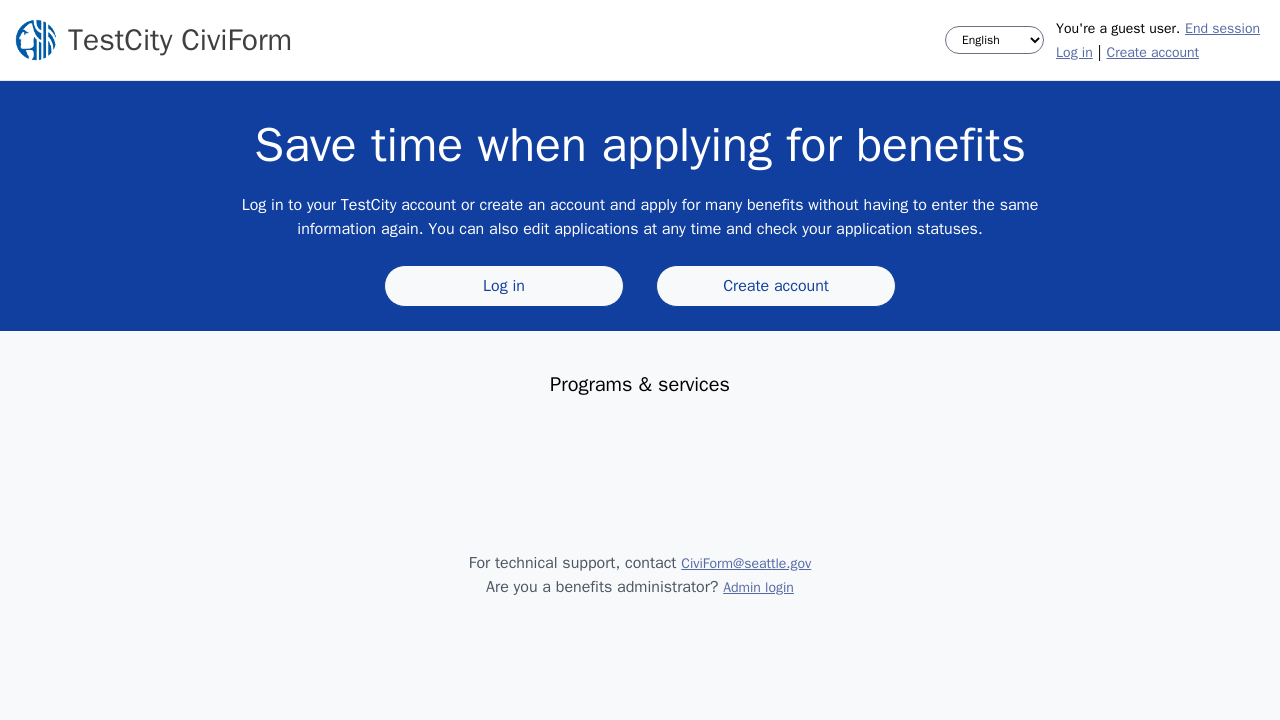 TestCity CiviForm
English
You're a guest user. End session
Log in | Create account
Save time when applying for benefits
Log in to your TestCity account or create an account and apply for many benefits without having to enter the same
information again. You can also edit applications at any time and check your application statuses.
Log in
Create account
Programs & services
For technical support, contact CiviForm@seattle.gov
Are you a benefits administrator? Admin login